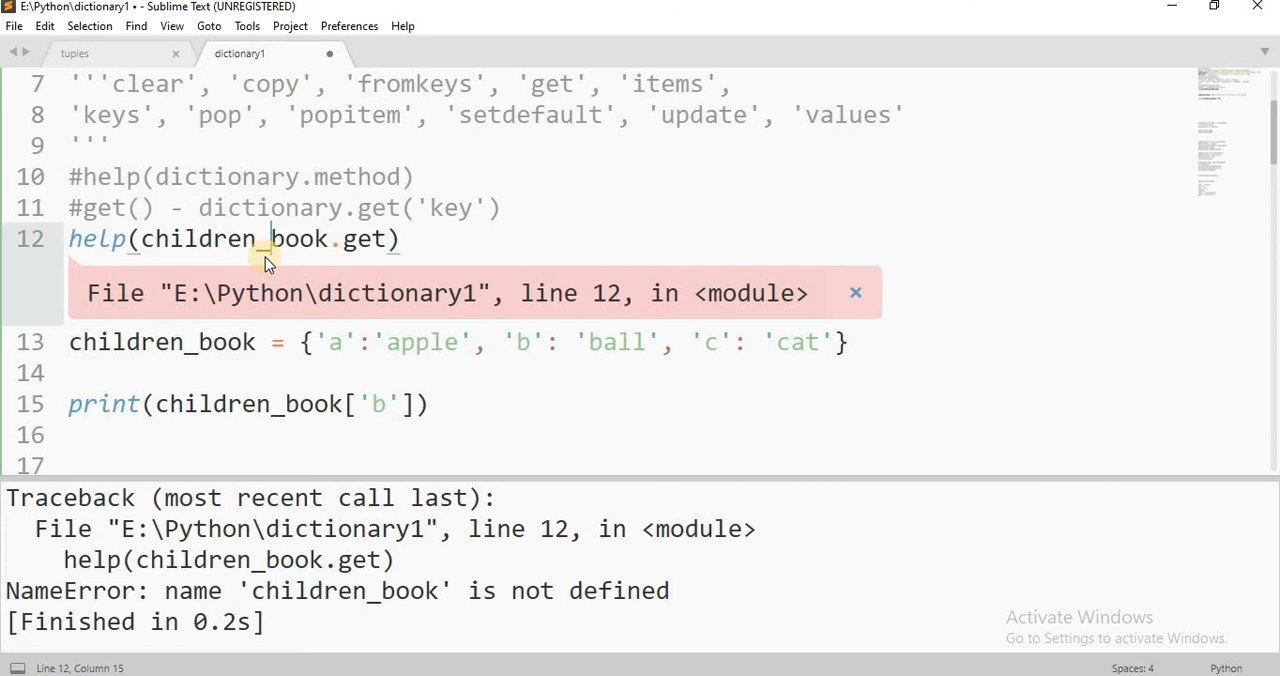 E:\Python\dictionary1 • - Sublime Text (UNREGISTERED)
File Edit Selection Find View Goto Tools Project Preferences Help
tuples × dictionary1 •
7 '''clear', 'copy', 'fromkeys', 'get', 'items',
8 'keys', 'pop', 'popitem', 'setdefault', 'update', 'values'
9 '''
10 #help(dictionary.method)
11 #get() - dictionary.get('key')
12 help(children_book.get)
File "E:\Python\dictionary1", line 12, in <module> ×
13 children_book = {'a':'apple', 'b': 'ball', 'c': 'cat'}
14
15 print(children_book['b'])
16
17
Traceback (most recent call last):
File "E:\Python\dictionary1", line 12, in <module>
help(children_book.get)
NameError: name 'children_book' is not defined
[Finished in 0.2s]
Activate Windows
Go to Settings to activate Windows.
Line 12, Column 15 Spaces: 4 Python